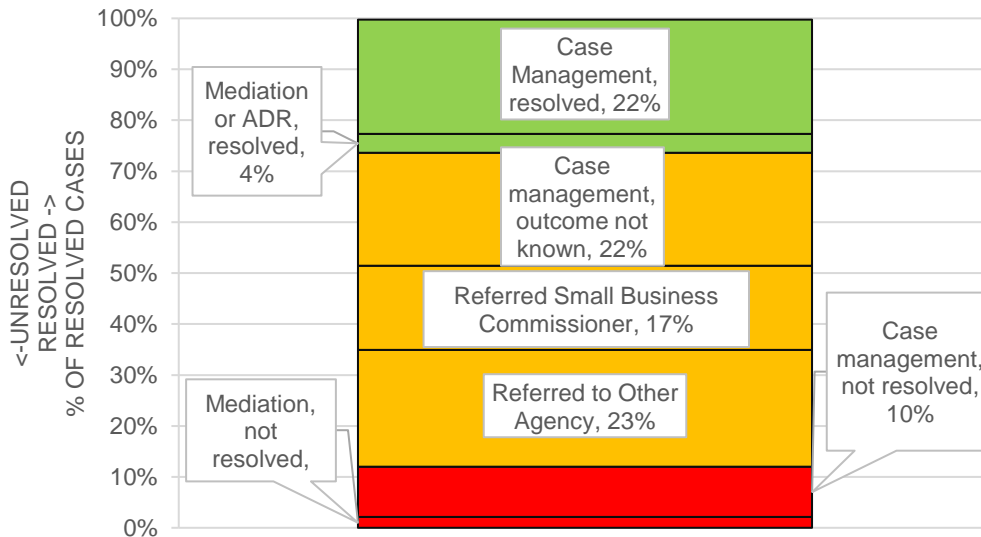 100%
90%
80%
70%
60%
50%
40%
30%
20%
10%
0%
<-UNRESOLVED
RESOLVED ->
% OF RESOLVED CASES
Case
Management,
resolved, 22%
Mediation
or ADR,
resolved,
4%
Case
management,
outcome not
known, 22%
Referred Small Business
Commissioner, 17%
Case
management,
not resolved,
10%
Referred to Other
Agency, 23%
Mediation,
not
resolved,